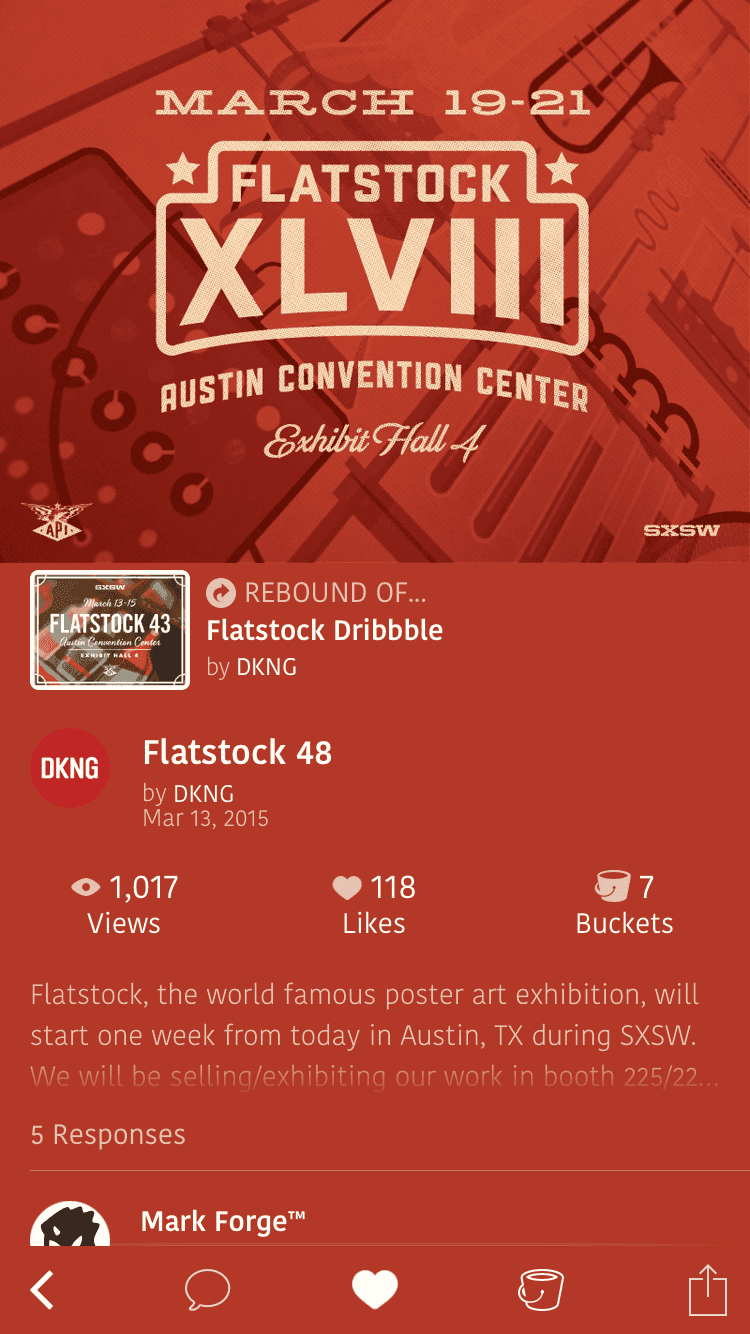 MARCH 19-21
FLATSTOCK
XLVIII
AUSTIN CONVENTION CENTER
Exhibit Hall 4
API
SXSW
SXSW
March 13-15
FLATSTOCK 43
Austin Convention Center
EXHIBIT HALL 4
REBOUND OF...
Flatstock Dribbble
by DKNG
DKNG
Flatstock 48
by DKNG
Mar 13, 2015
1,017 118 7
Views Likes Buckets
Flatstock, the world famous poster art exhibition, will
start one week from today in Austin, TX during SXSW.
We will be selling/exhibiting our work in booth 225/22...
5 Responses
Mark Forge™